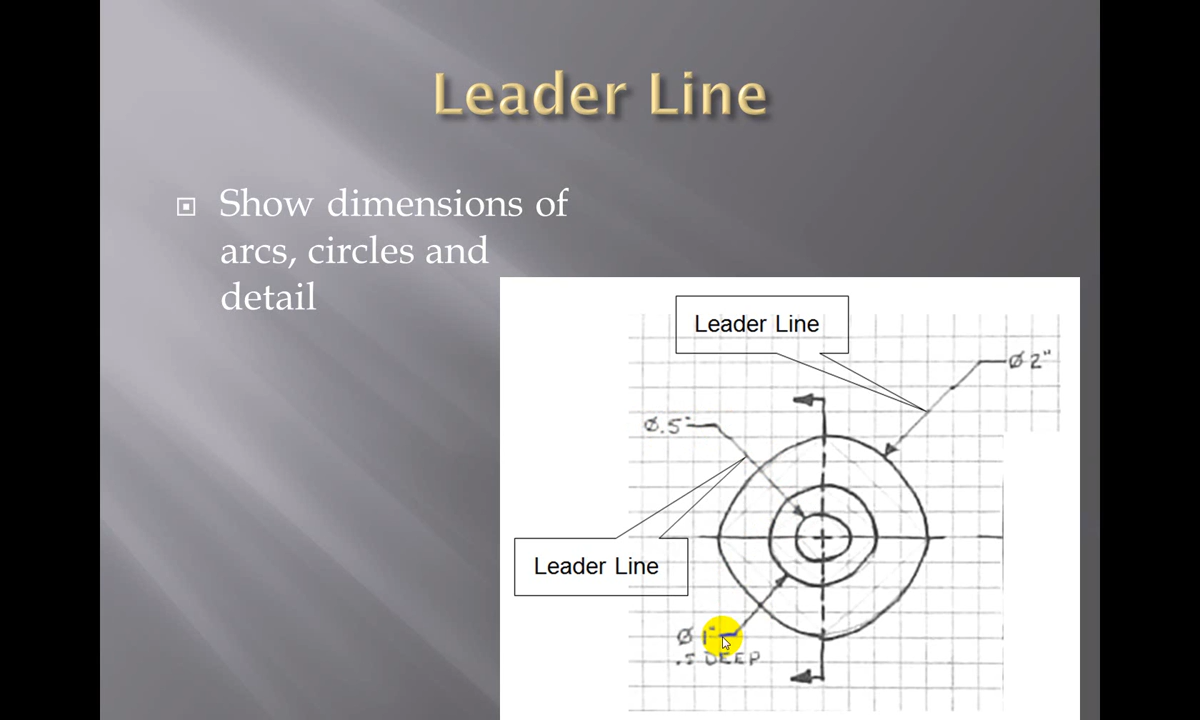 Leader Line
Show dimensions of
arcs, circles and
detail
Leader Line
Ø 2"
Ø.5"
Leader Line
Ø 1"
.5 DEEP